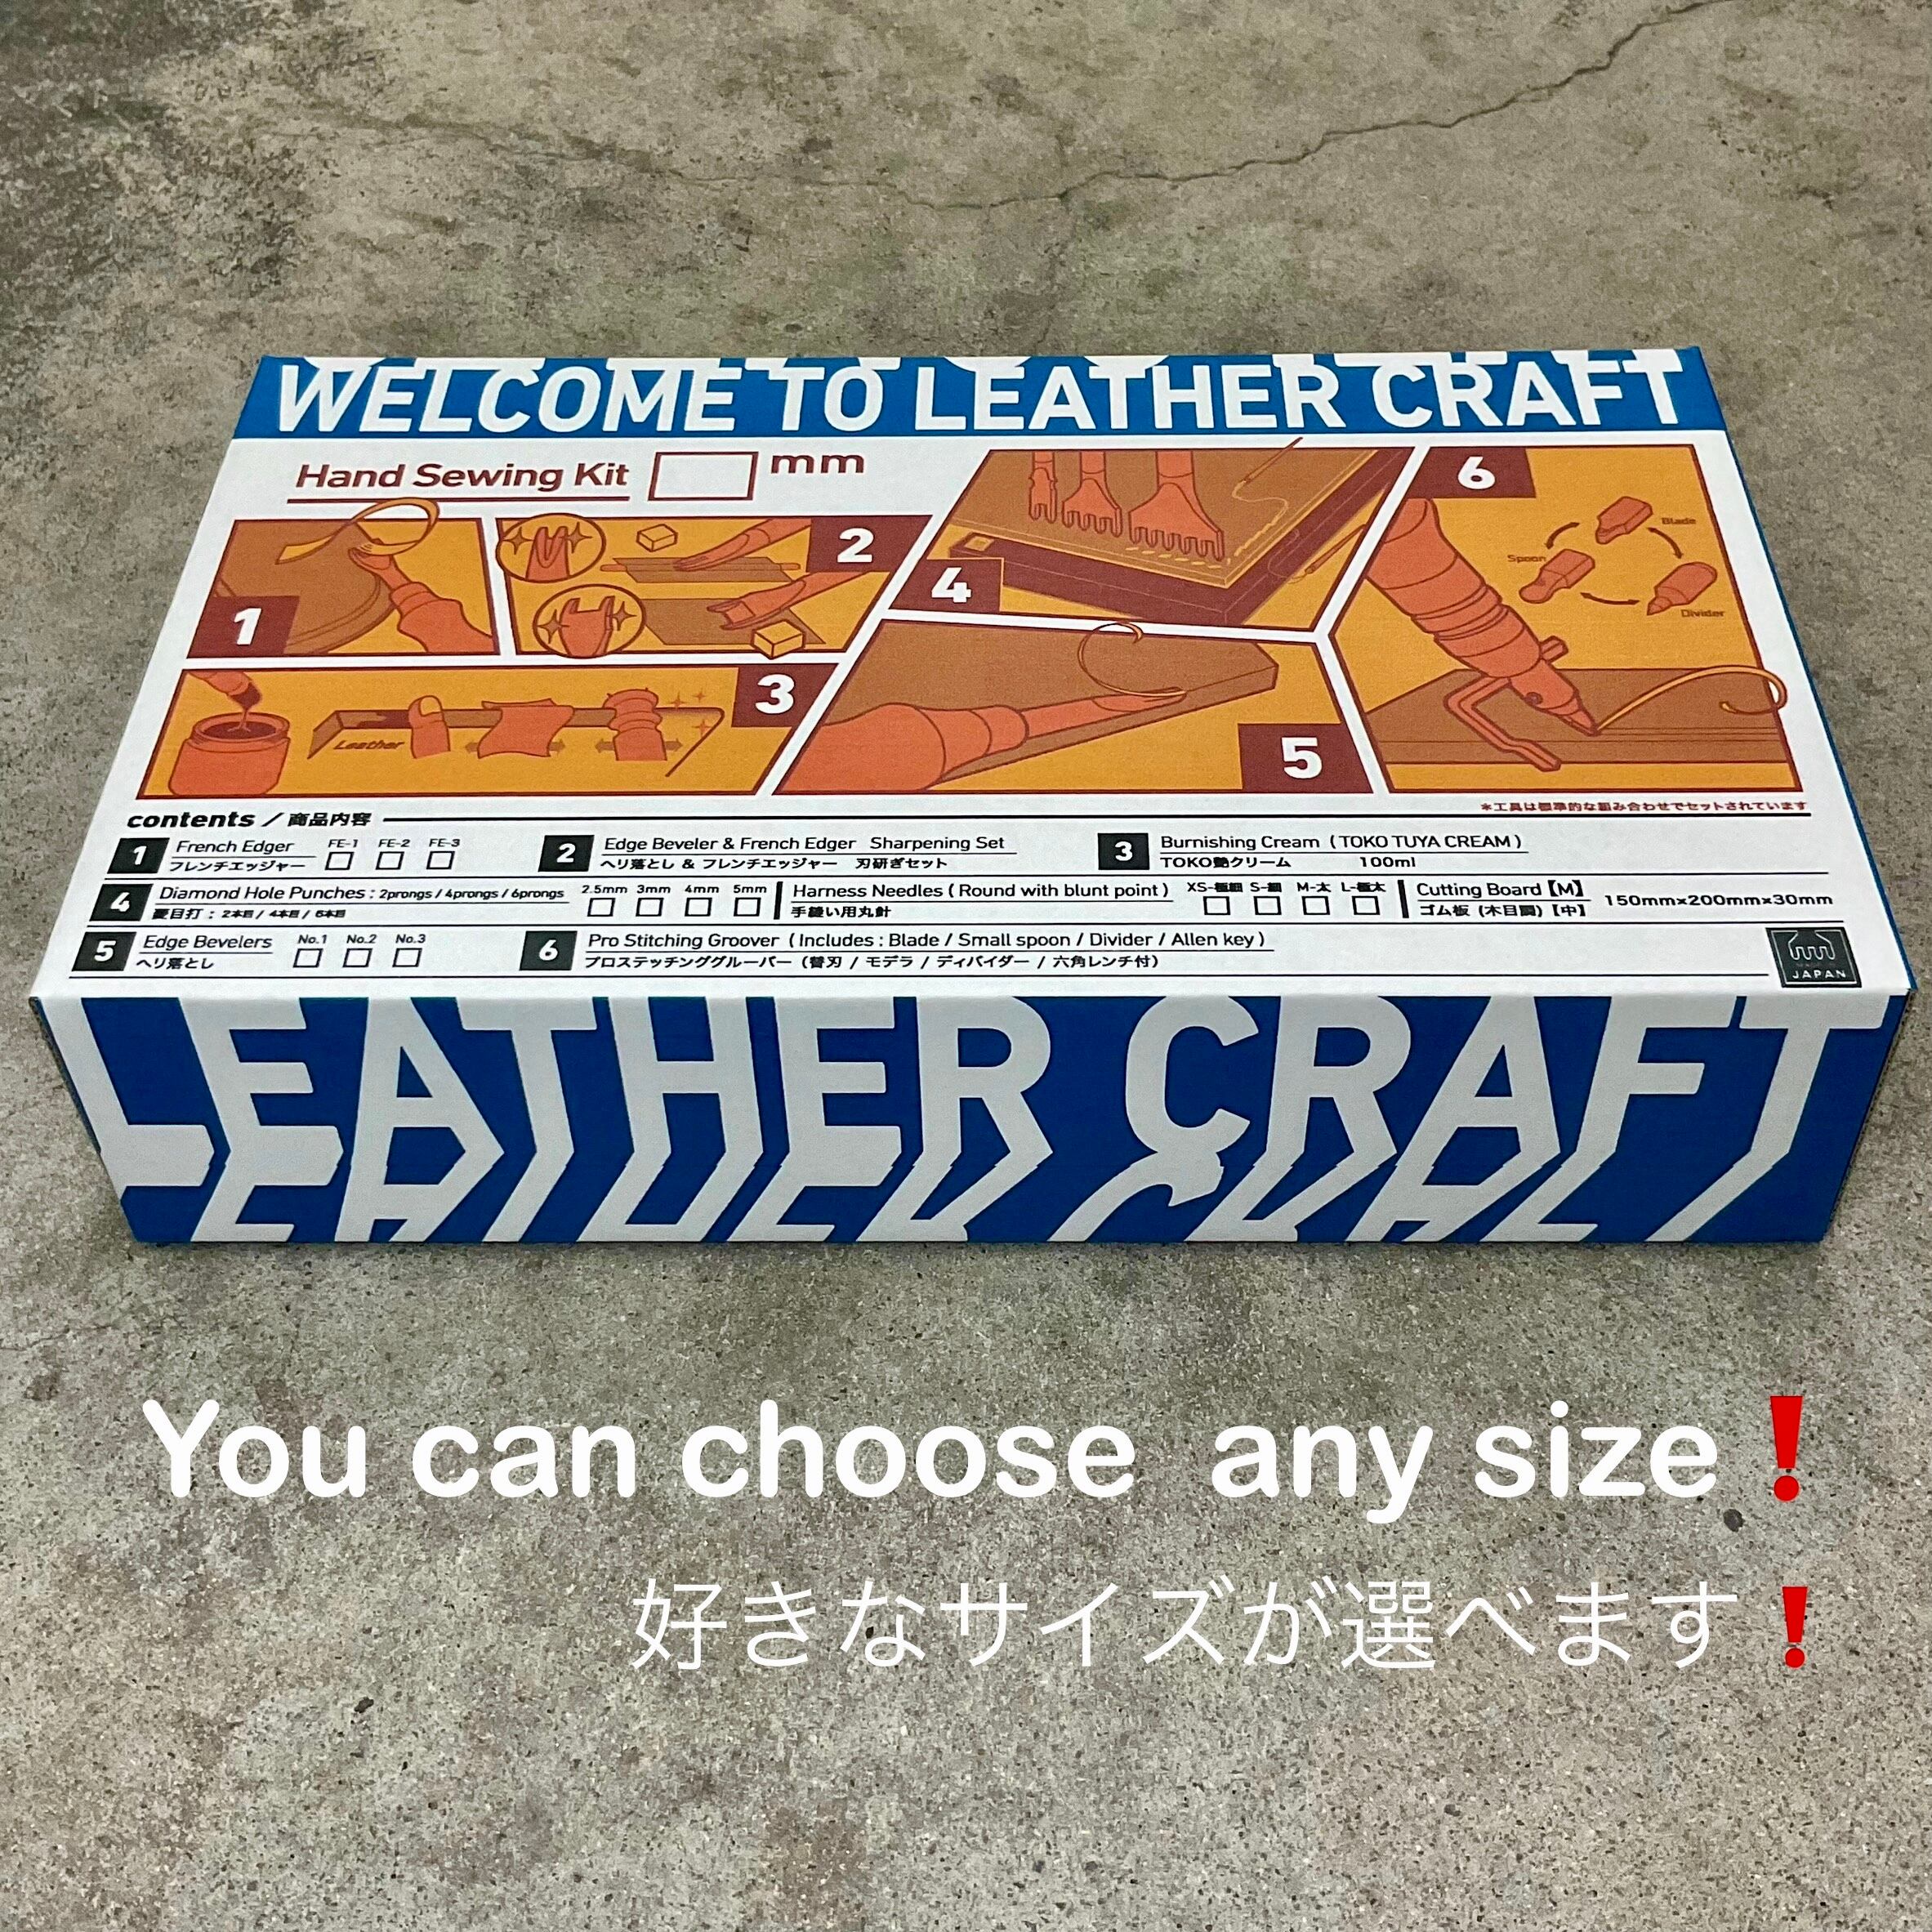 WELCOME TO LEATHER CRAFT
Hand Sewing Kit mm
1
2
3
Leather
4
5
6
Blade
Spoon
Divider
*工具は標準的な組み合わせでセットされています
contents / 商品内容
1 French Edger FE-1 FE-2 FE-3
フレンチエッジャー
2 Edge Beveler & French Edger Sharpening Set
ヘリ落とし & フレンチエッジャー 刃研ぎセット
3 Burnishing Cream (TOKO TUYA CREAM)
TOKO艶クリーム 100ml
4 Diamond Hole Punches : 2prongs / 4prongs / 6prongs 2.5mm 3mm 4mm 5mm
菱目打 : 2本目 / 4本目 / 6本目
Harness Needles ( Round with blunt point ) XS-極細 S-細 M-太 L-極太
手縫い用丸針
Cutting Board【M】 150mm×200mm×30mm
ゴム板 (木目調)【中】
5 Edge Bevelers No.1 No.2 No.3
ヘリ落とし
6 Pro Stitching Groover ( Includes : Blade / Small spoon / Divider / Allen key )
プロステッチンググルーバー (替刃 / モデラ / ディバイダー / 六角レンチ付)
JAPAN
LEATHER CRAFT
You can choose any size❗
好きなサイズが選べます❗